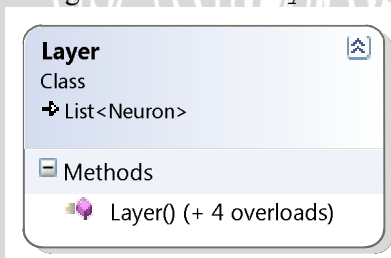 Layer
Class
List<Neuron>
Methods
Layer() (+ 4 overloads)